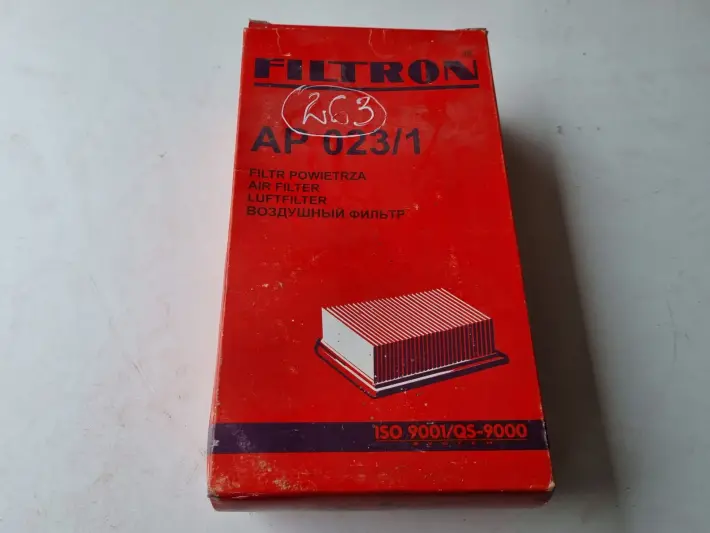 FILTRON
263
AP 023/1
FILTR POWIETRZA
AIR FILTER
LUFTFILTER
ВОЗДУШНЫЙ ФИЛЬТР
ISO 9001/QS-9000